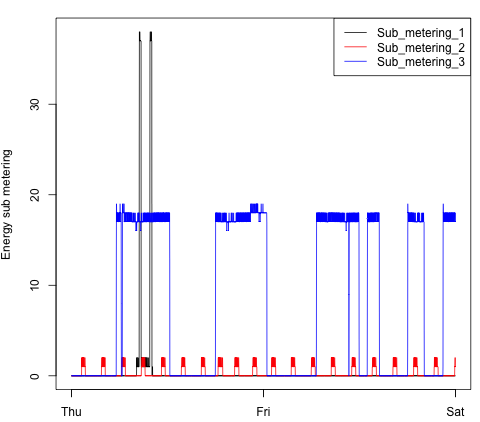 Sub_metering_1
Sub_metering_2
Sub_metering_3
Energy sub metering
30
20
10
0
Thu Fri Sat